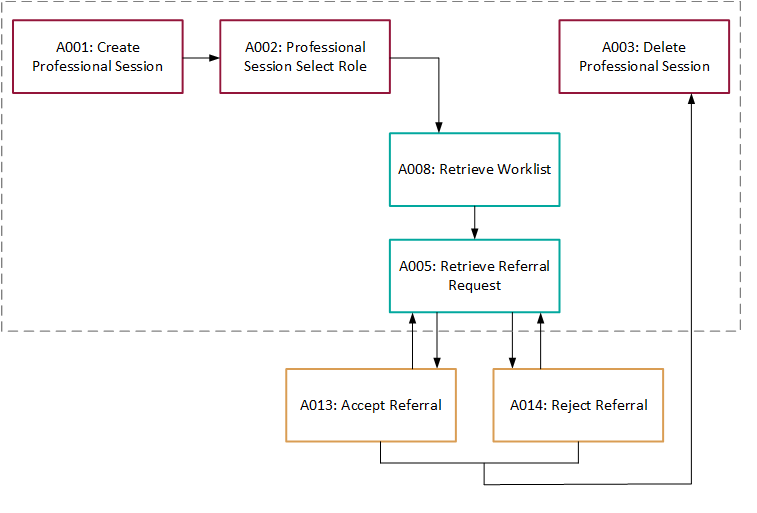 A001: Create
Professional Session
A002: Professional
Session Select Role
A003: Delete
Professional Session
A008: Retrieve Worklist
A005: Retrieve Referral
Request
A013: Accept Referral
A014: Reject Referral